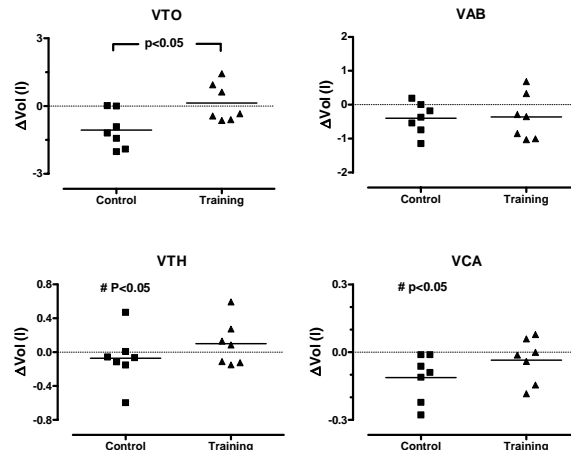 VTO
3
p<0.05
0
-3
ΔVol (l)
Control
Training
VAB
2
1
0
-1
-2
ΔVol (l)
Control
Training
VTH
0.8
# P<0.05
0.4
0.0
-0.4
-0.8
ΔVol (l)
Control
Training
VCA
0.3
# p<0.05
0.0
-0.3
ΔVol (l)
Control
Training